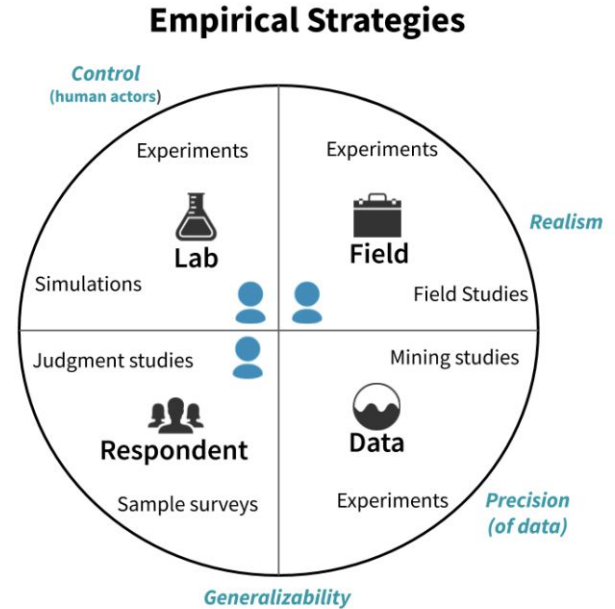 Empirical Strategies
Control
(human actors)
Experiments
Experiments
Lab
Field
Realism
Simulations
Field Studies
Judgment studies
Mining studies
Respondent
Data
Sample surveys
Experiments
Precision
(of data)
Generalizability